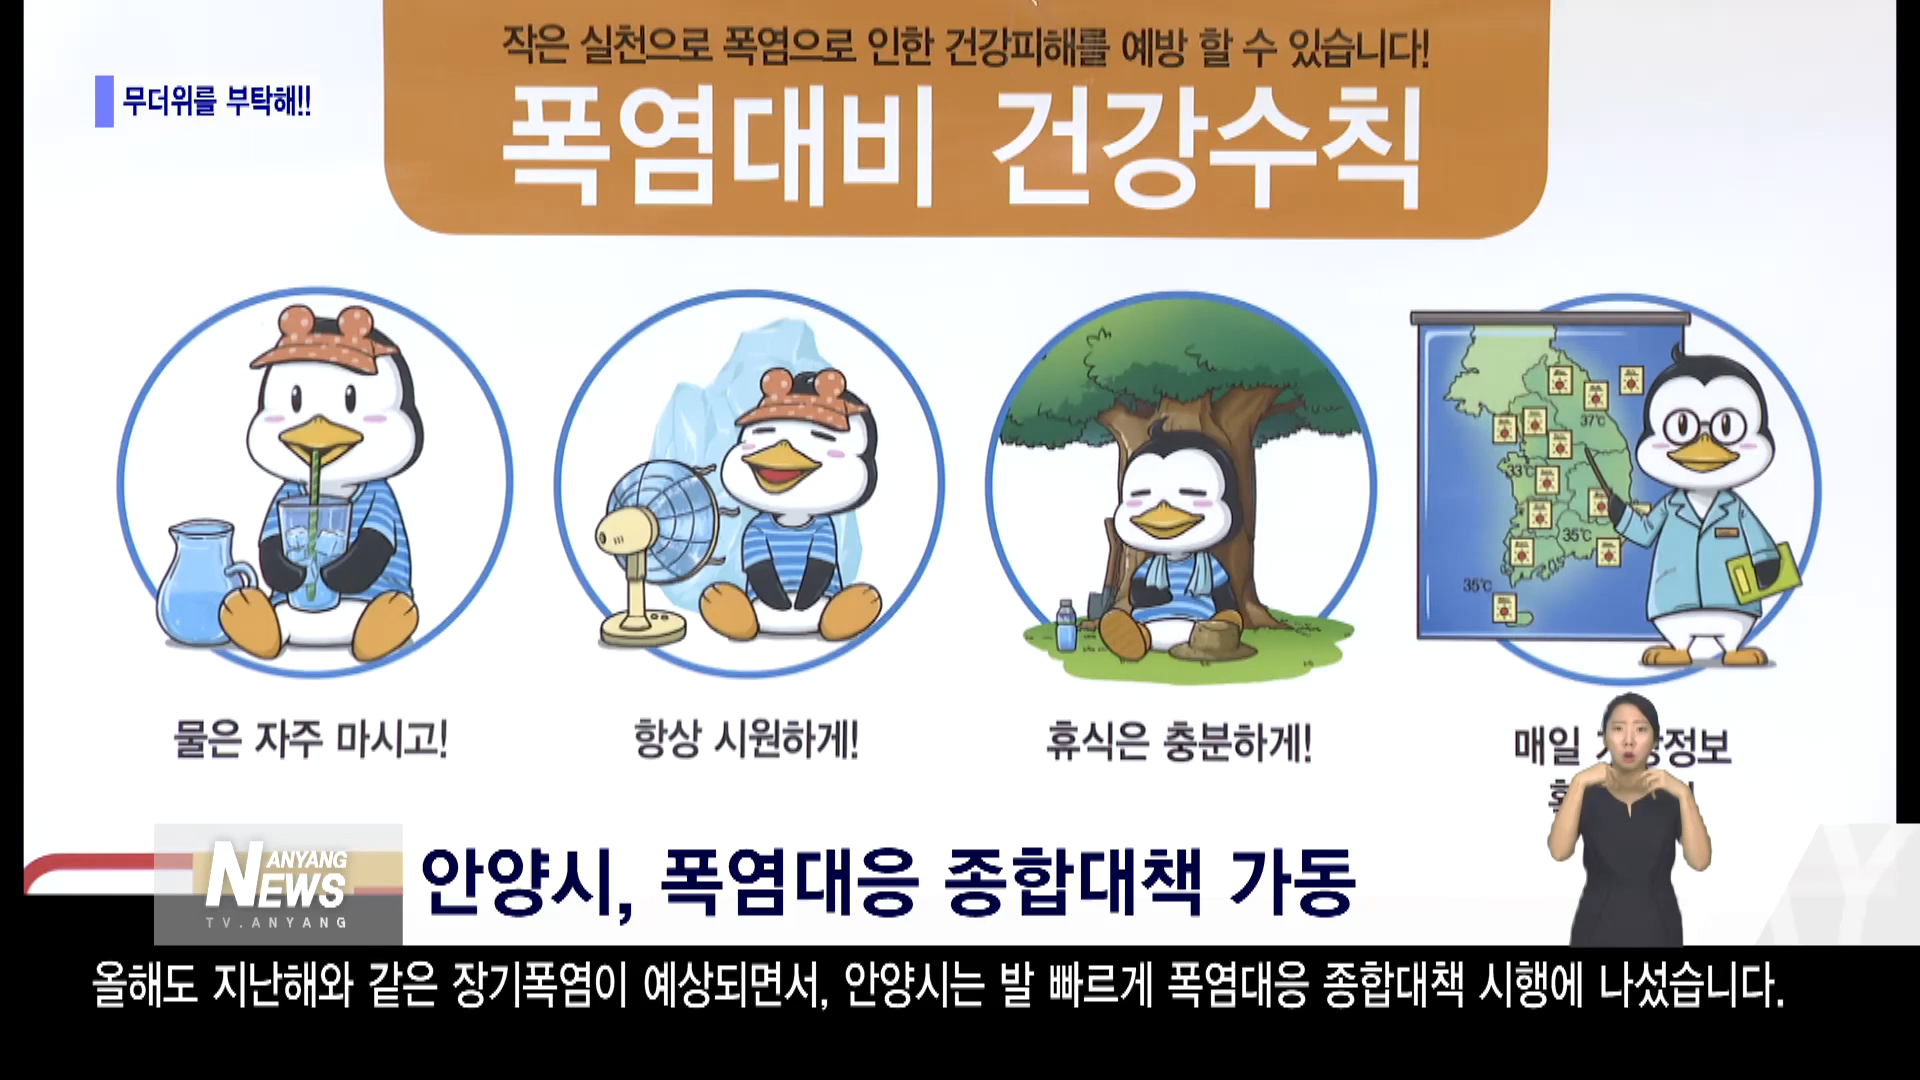 작은 실천으로 폭염으로 인한 건강피해를 예방 할 수 있습니다!
무더위를 부탁해!!
폭염대비 건강수칙
37℃
33℃
35℃
35℃
물은 자주 마시고!
항상 시원하게!
휴식은 충분하게!
매일
정보
ANYANG
NEWS
TV.ANYANG
안양시, 폭염대응 종합대책 가동
올해도 지난해와 같은 장기폭염이 예상되면서, 안양시는 발 빠르게 폭염대응 종합대책 시행에 나섰습니다.